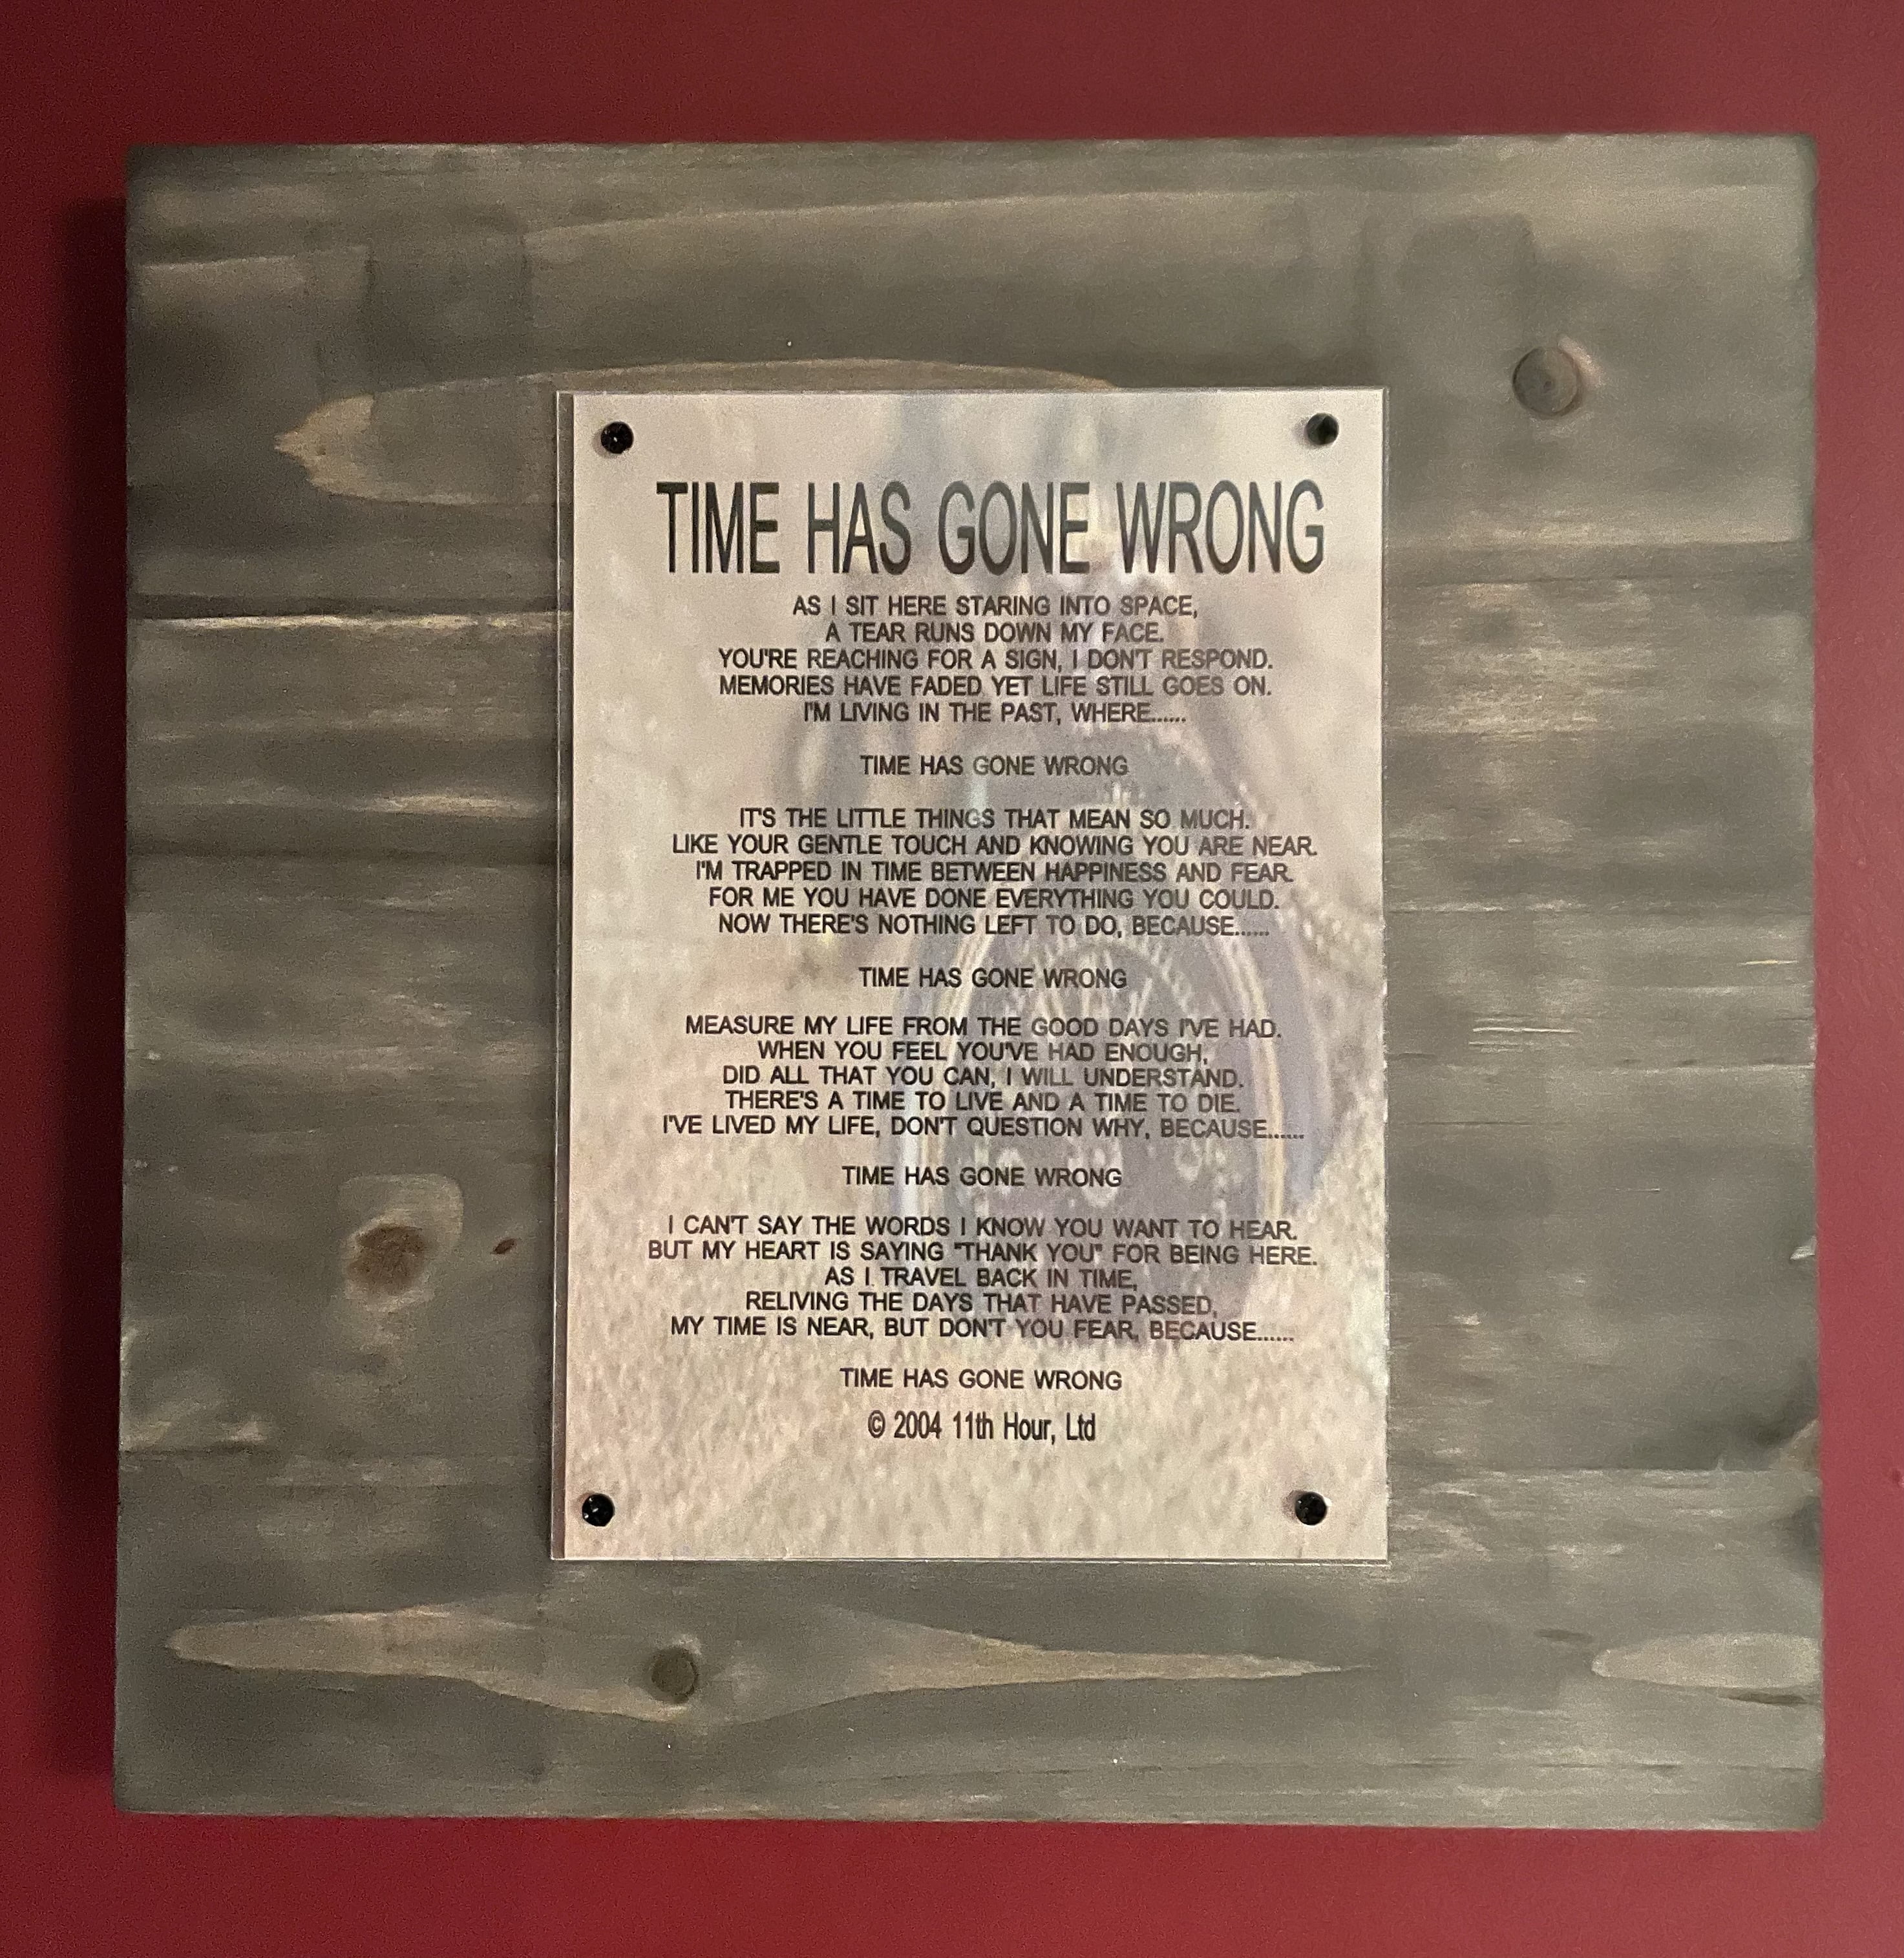 TIME HAS GONE WRONG
AS I SIT HERE STARING INTO SPACE,
A TEAR RUNS DOWN MY FACE.
YOU'RE REACHING FOR A SIGN, I DON'T RESPOND.
MEMORIES HAVE FADED YET LIFE STILL GOES ON.
I'M LIVING IN THE PAST, WHERE......
TIME HAS GONE WRONG
IT'S THE LITTLE THINGS THAT MEAN SO MUCH.
LIKE YOUR GENTLE TOUCH AND KNOWING YOU ARE NEAR.
I'M TRAPPED IN TIME BETWEEN HAPPINESS AND FEAR.
FOR ME YOU HAVE DONE EVERYTHING YOU COULD.
NOW THERE'S NOTHING LEFT TO DO, BECAUSE......
TIME HAS GONE WRONG
MEASURE MY LIFE FROM THE GOOD DAYS I'VE HAD.
WHEN YOU FEEL YOU'VE HAD ENOUGH,
DID ALL THAT YOU CAN, I WILL UNDERSTAND.
THERE'S A TIME TO LIVE AND A TIME TO DIE.
I'VE LIVED MY LIFE, DON'T QUESTION WHY, BECAUSE......
TIME HAS GONE WRONG
I CAN'T SAY THE WORDS I KNOW YOU WANT TO HEAR.
BUT MY HEART IS SAYING "THANK YOU" FOR BEING HERE.
AS I TRAVEL BACK IN TIME,
RELIVING THE DAYS THAT HAVE PASSED,
MY TIME IS NEAR, BUT DON'T YOU FEAR, BECAUSE......
TIME HAS GONE WRONG
© 2004 11th Hour, Ltd